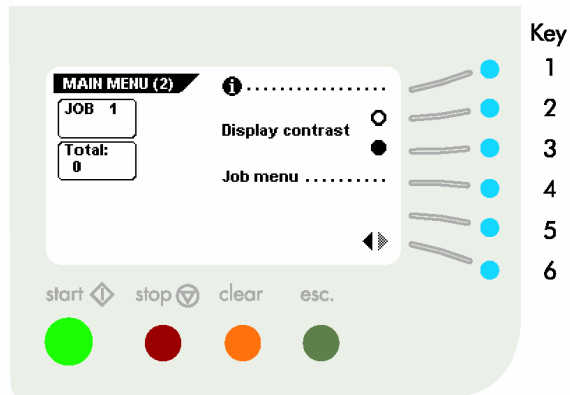 Key
MAIN MENU (2)
JOB 1
Total:
0
i ..................
Display contrast
Job menu ..........
1
2
3
4
5
6
start stop clear esc.